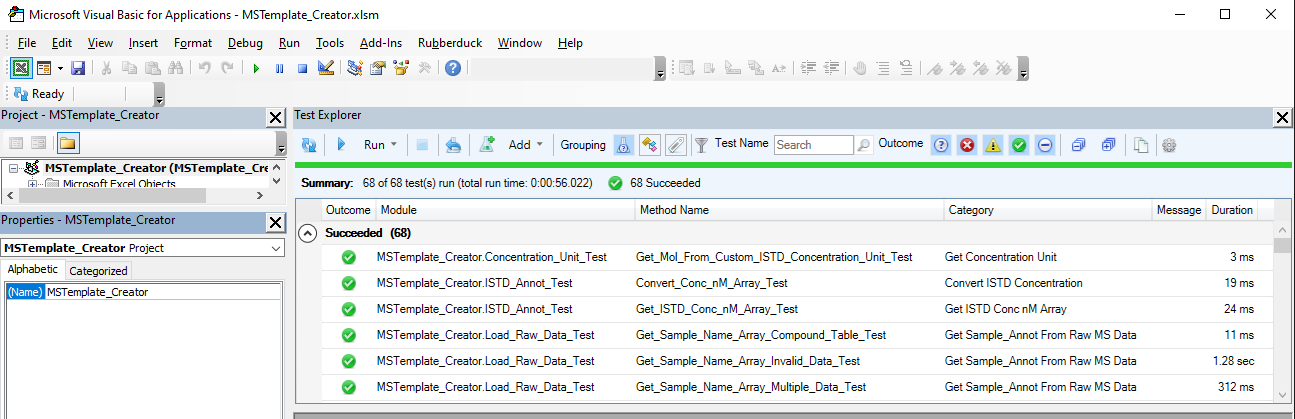 Microsoft Visual Basic for Applications - MSTemplate_Creator.xlsm
File Edit View Insert Format Debug Run Tools Add-Ins Rubberduck Window Help
Ready
Project - MSTemplate_Creator
MSTemplate_Creator (MSTemplate_Cre
Microsoft Excel Objects
Properties - MSTemplate_Creator
MSTemplate_Creator Project
Alphabetic Categorized
(Name) MSTemplate_Creator
Test Explorer
Run Add Grouping Test Name Search Outcome
Summary: 68 of 68 test(s) run (total run time: 0:00:56.022) 68 Succeeded
Outcome Module Method Name Category Message Duration
Succeeded (68)
MSTemplate_Creator.Concentration_Unit_Test Get_Mol_From_Custom_ISTD_Concentration_Unit_Test Get Concentration Unit 3 ms
MSTemplate_Creator.ISTD_Annot_Test Convert_Conc_nM_Array_Test Convert ISTD Concentration 19 ms
MSTemplate_Creator.ISTD_Annot_Test Get_ISTD_Conc_nM_Array_Test Get ISTD Conc nM Array 24 ms
MSTemplate_Creator.Load_Raw_Data_Test Get_Sample_Name_Array_Compound_Table_Test Get Sample_Annot From Raw MS Data 11 ms
MSTemplate_Creator.Load_Raw_Data_Test Get_Sample_Name_Array_Invalid_Data_Test Get Sample_Annot From Raw MS Data 1.28 sec
MSTemplate_Creator.Load_Raw_Data_Test Get_Sample_Name_Array_Multiple_Data_Test Get Sample_Annot From Raw MS Data 312 ms